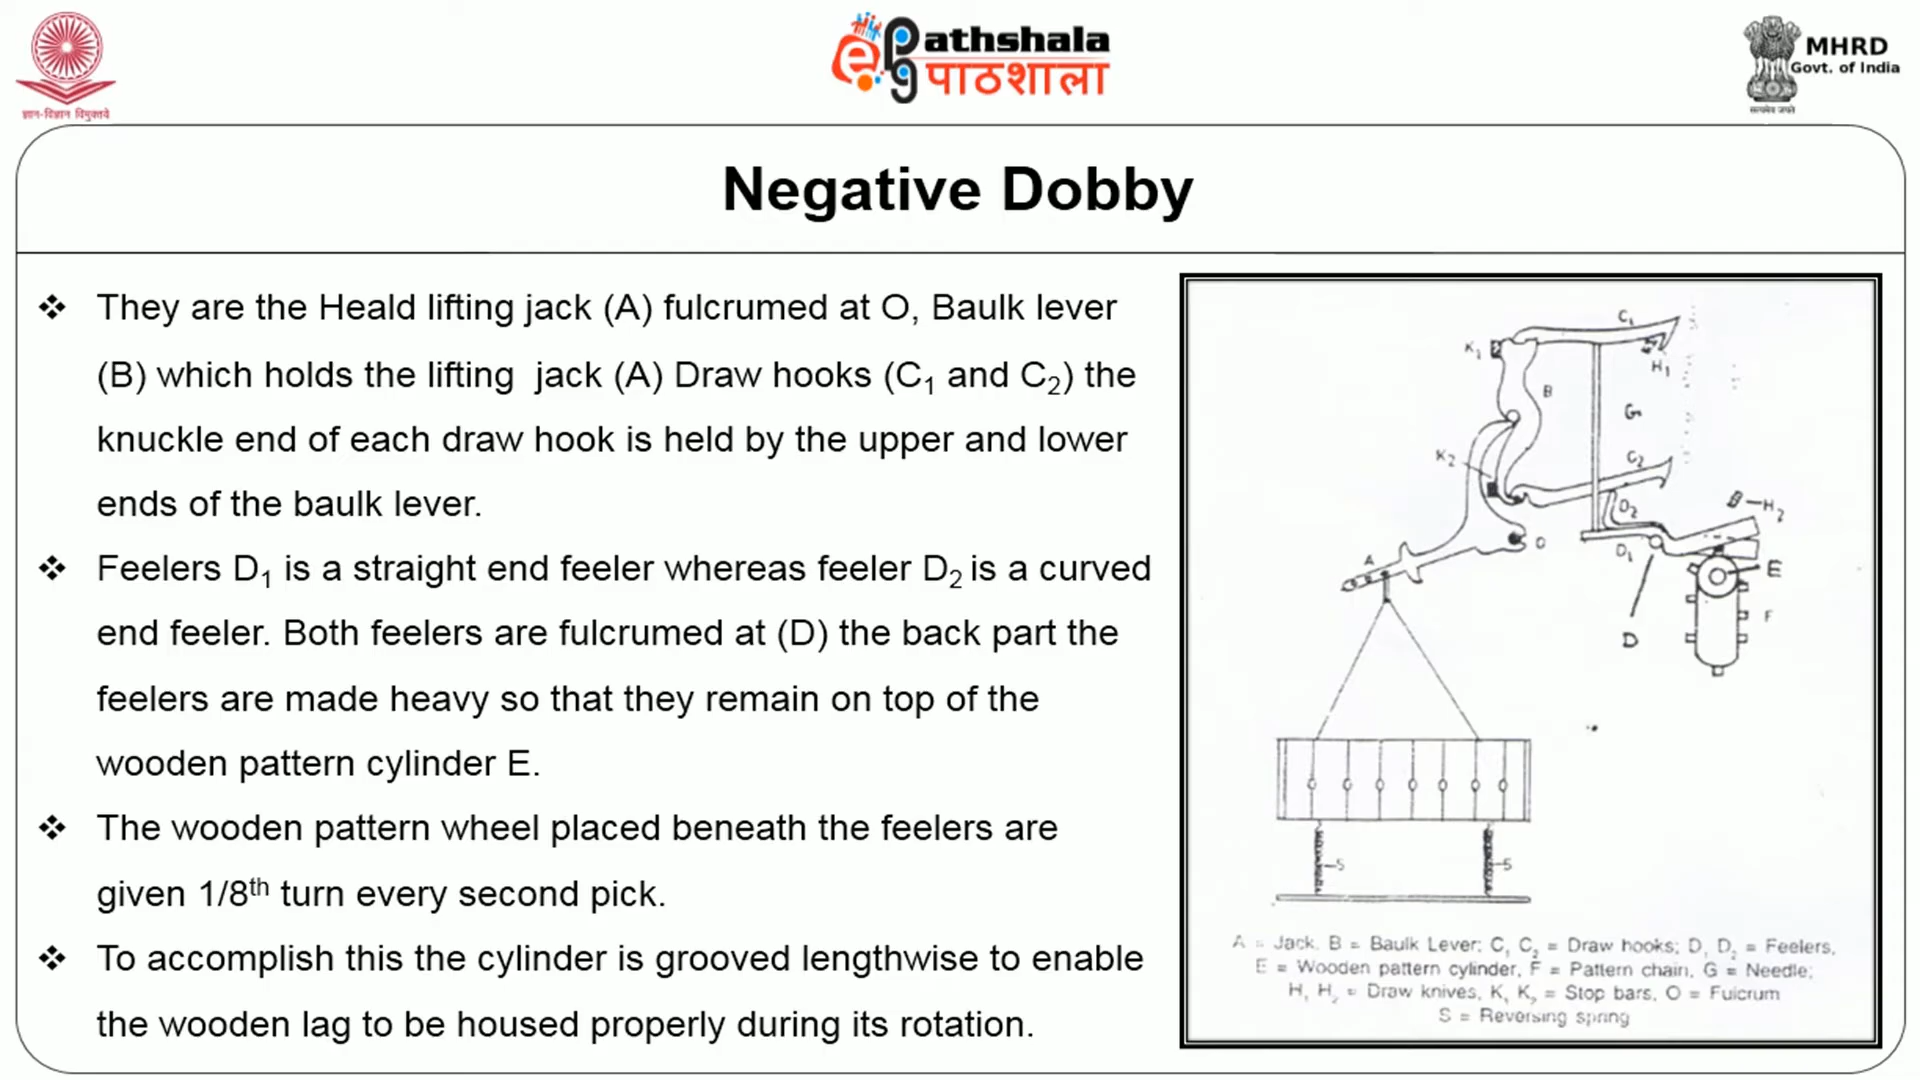 ज्ञान-विज्ञान विमुक्तये
epg Pathshala
पाठशाला
MHRD
Govt. of India
सत्यमेव जयते
Negative Dobby
❖ They are the Heald lifting jack (A) fulcrumed at O, Baulk lever
(B) which holds the lifting jack (A) Draw hooks (C₁ and C₂) the
knuckle end of each draw hook is held by the upper and lower
ends of the baulk lever.
❖ Feelers D₁ is a straight end feeler whereas feeler D₂ is a curved
end feeler. Both feelers are fulcrumed at (D) the back part the
feelers are made heavy so that they remain on top of the
wooden pattern cylinder E.
❖ The wooden pattern wheel placed beneath the feelers are
given 1/8th turn every second pick.
❖ To accomplish this the cylinder is grooved lengthwise to enable
the wooden lag to be housed properly during its rotation.
C₁
K₁
H₁
B
G
K₂
C₂
D₂
H₂
O
D₁
A
E
F
D
S
S
A = Jack, B = Baulk Lever; C, C₂ = Draw hooks; D, D₂ = Feelers,
E = Wooden pattern cylinder, F = Pattern chain, G = Needle;
H, H₂ = Draw knives, K, K₂ = Stop bars, O = Fulcrum
S = Reversing spring